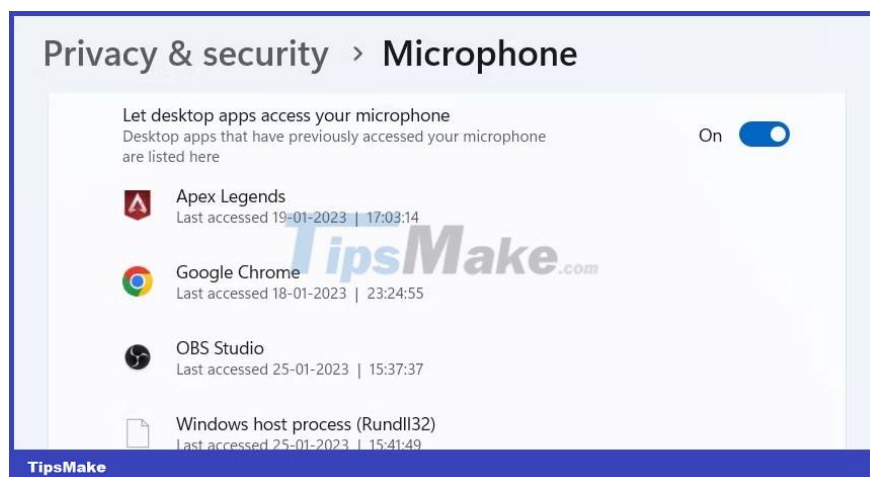 Privacy & security > Microphone
Let desktop apps access your microphone
Desktop apps that have previously accessed your microphone
are listed here
On
Apex Legends
Last accessed 19-01-2023 | 17:03:14
TipsMake.com
Google Chrome
Last accessed 18-01-2023 | 23:24:55
OBS Studio
Last accessed 25-01-2023 | 15:37:37
Windows host process (Rundll32)
Last accessed 25-01-2023 | 15:41:49
TipsMake